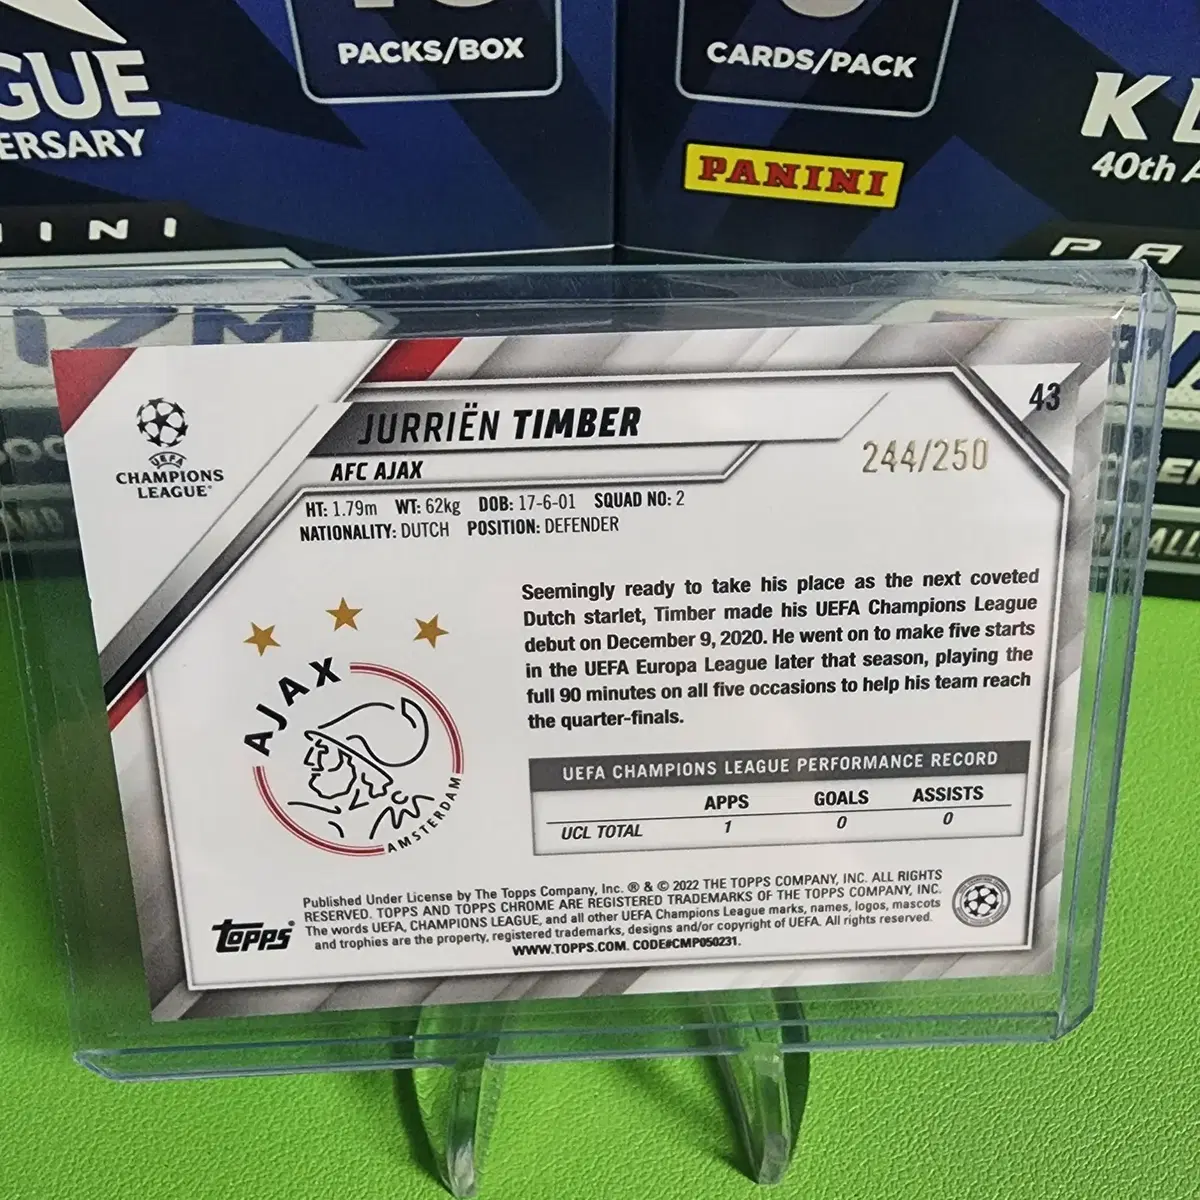 GUE
ERSARY
INI
PACKS/BOX
CARDS/PACK
PANINI
40th A
PA
IZM
UEFA
CHAMPIONS
LEAGUE
JURRIËN TIMBER
43
AFC AJAX
244/250
HT: 1.79m WT: 62kg DOB: 17-6-01 SQUAD NO: 2
NATIONALITY: DUTCH POSITION: DEFENDER
Seemingly ready to take his place as the next coveted
Dutch starlet, Timber made his UEFA Champions League
debut on December 9, 2020. He went on to make five starts
in the UEFA Europa League later that season, playing the
full 90 minutes on all five occasions to help his team reach
the quarter-finals.
AJAX
AMSTERDAM
UEFA CHAMPIONS LEAGUE PERFORMANCE RECORD
APPS GOALS ASSISTS
UCL TOTAL 1 0 0
Published Under License by The Topps Company, Inc. ® & © 2022 THE TOPPS COMPANY, INC. ALL RIGHTS
RESERVED. TOPPS AND TOPPS CHROME ARE REGISTERED TRADEMARKS OF THE TOPPS COMPANY, INC.
The words UEFA, CHAMPIONS LEAGUE, and all other UEFA Champions League marks, names, logos, mascots
and trophies are the property, registered trademarks, designs and/or copyright of UEFA. All rights reserved.
WWW.TOPPS.COM. CODE#CMP050231.
Topps